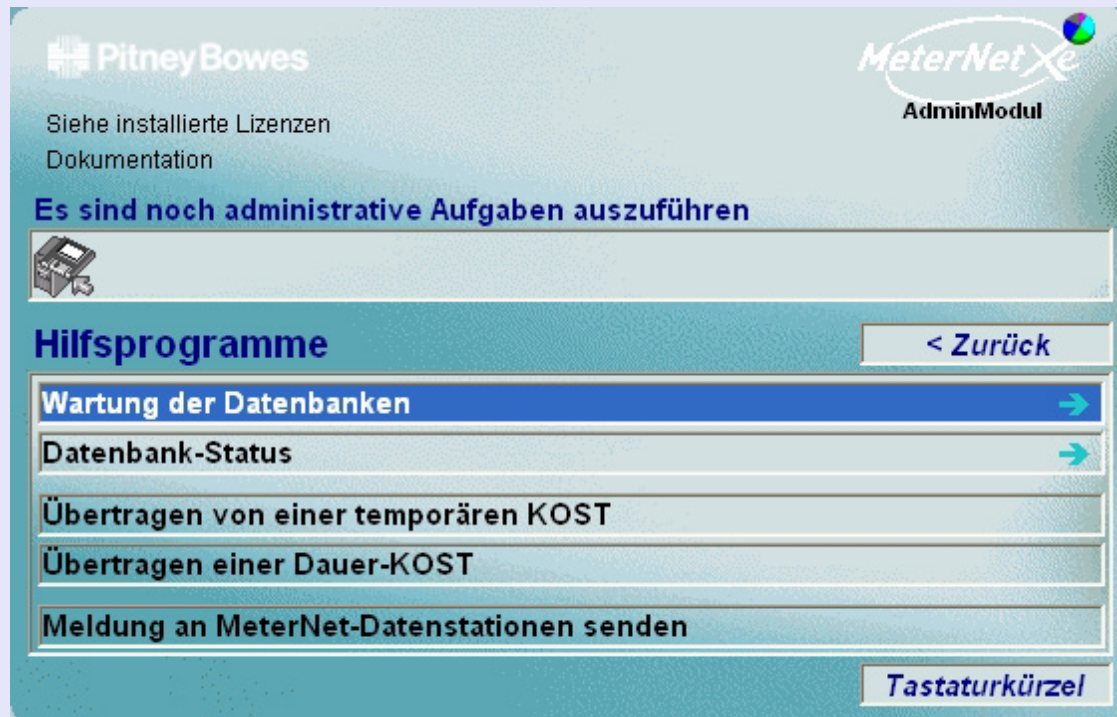 Pitney Bowes
MeterNet Xe
AdminModul
Siehe installierte Lizenzen
Dokumentation
Es sind noch administrative Aufgaben auszuführen
Hilfsprogramme
< Zurück
Wartung der Datenbanken
Datenbank-Status
Übertragen von einer temporären KOST
Übertragen einer Dauer-KOST
Meldung an MeterNet-Datenstationen senden
Tastaturkürzel